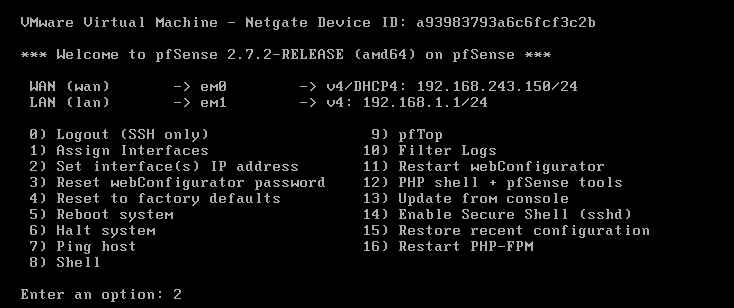 VMware Virtual Machine - Netgate Device ID: a93983793a6c6fcf3c2b
*** Welcome to pfSense 2.7.2-RELEASE (amd64) on pfSense ***
WAN (wan) -> em0 -> v4/DHCP4: 192.168.243.150/24
LAN (lan) -> em1 -> v4: 192.168.1.1/24
0) Logout (SSH only) 9) pfTop
1) Assign Interfaces 10) Filter Logs
2) Set interface(s) IP address 11) Restart webConfigurator
3) Reset webConfigurator password 12) PHP shell + pfSense tools
4) Reset to factory defaults 13) Update from console
5) Reboot system 14) Enable Secure Shell (sshd)
6) Halt system 15) Restore recent configuration
7) Ping host 16) Restart PHP-FPM
8) Shell
Enter an option: 2